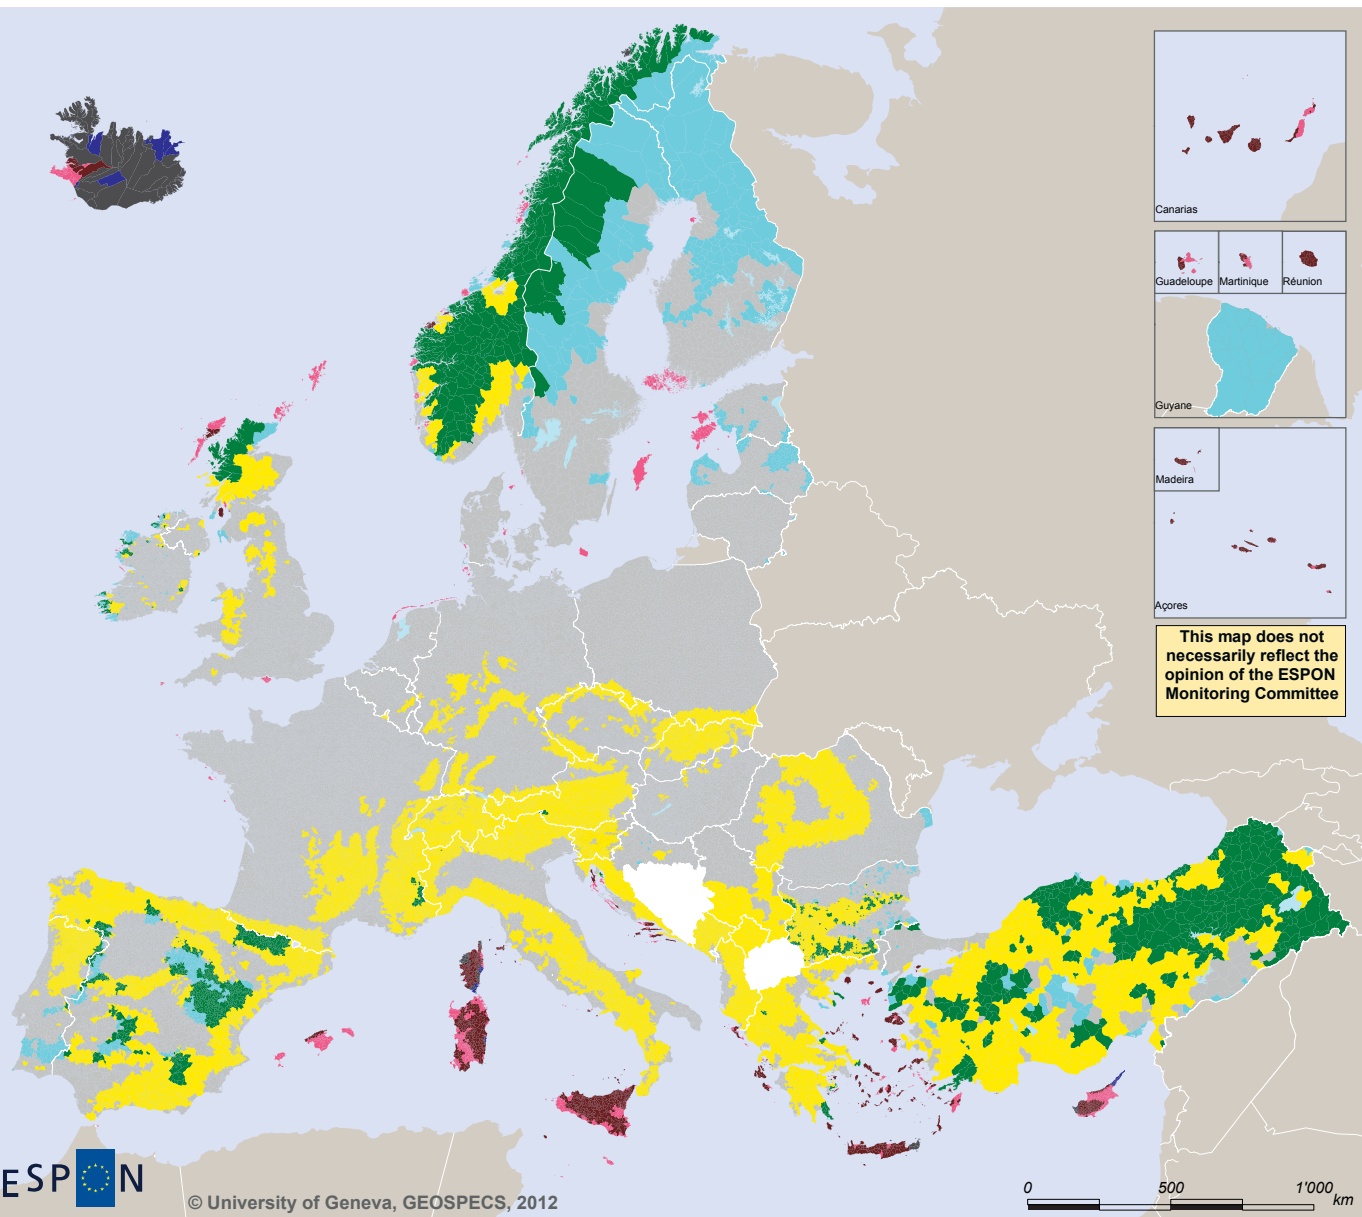 Canarias
Guadeloupe
Martinique
Réunion
Guyane
Madeira
Açores
This map does not
necessarily reflect the
opinion of the ESPON
Monitoring Committee
ESPON
© University of Geneva, GEOSPECS, 2012
0 500 1'000
km